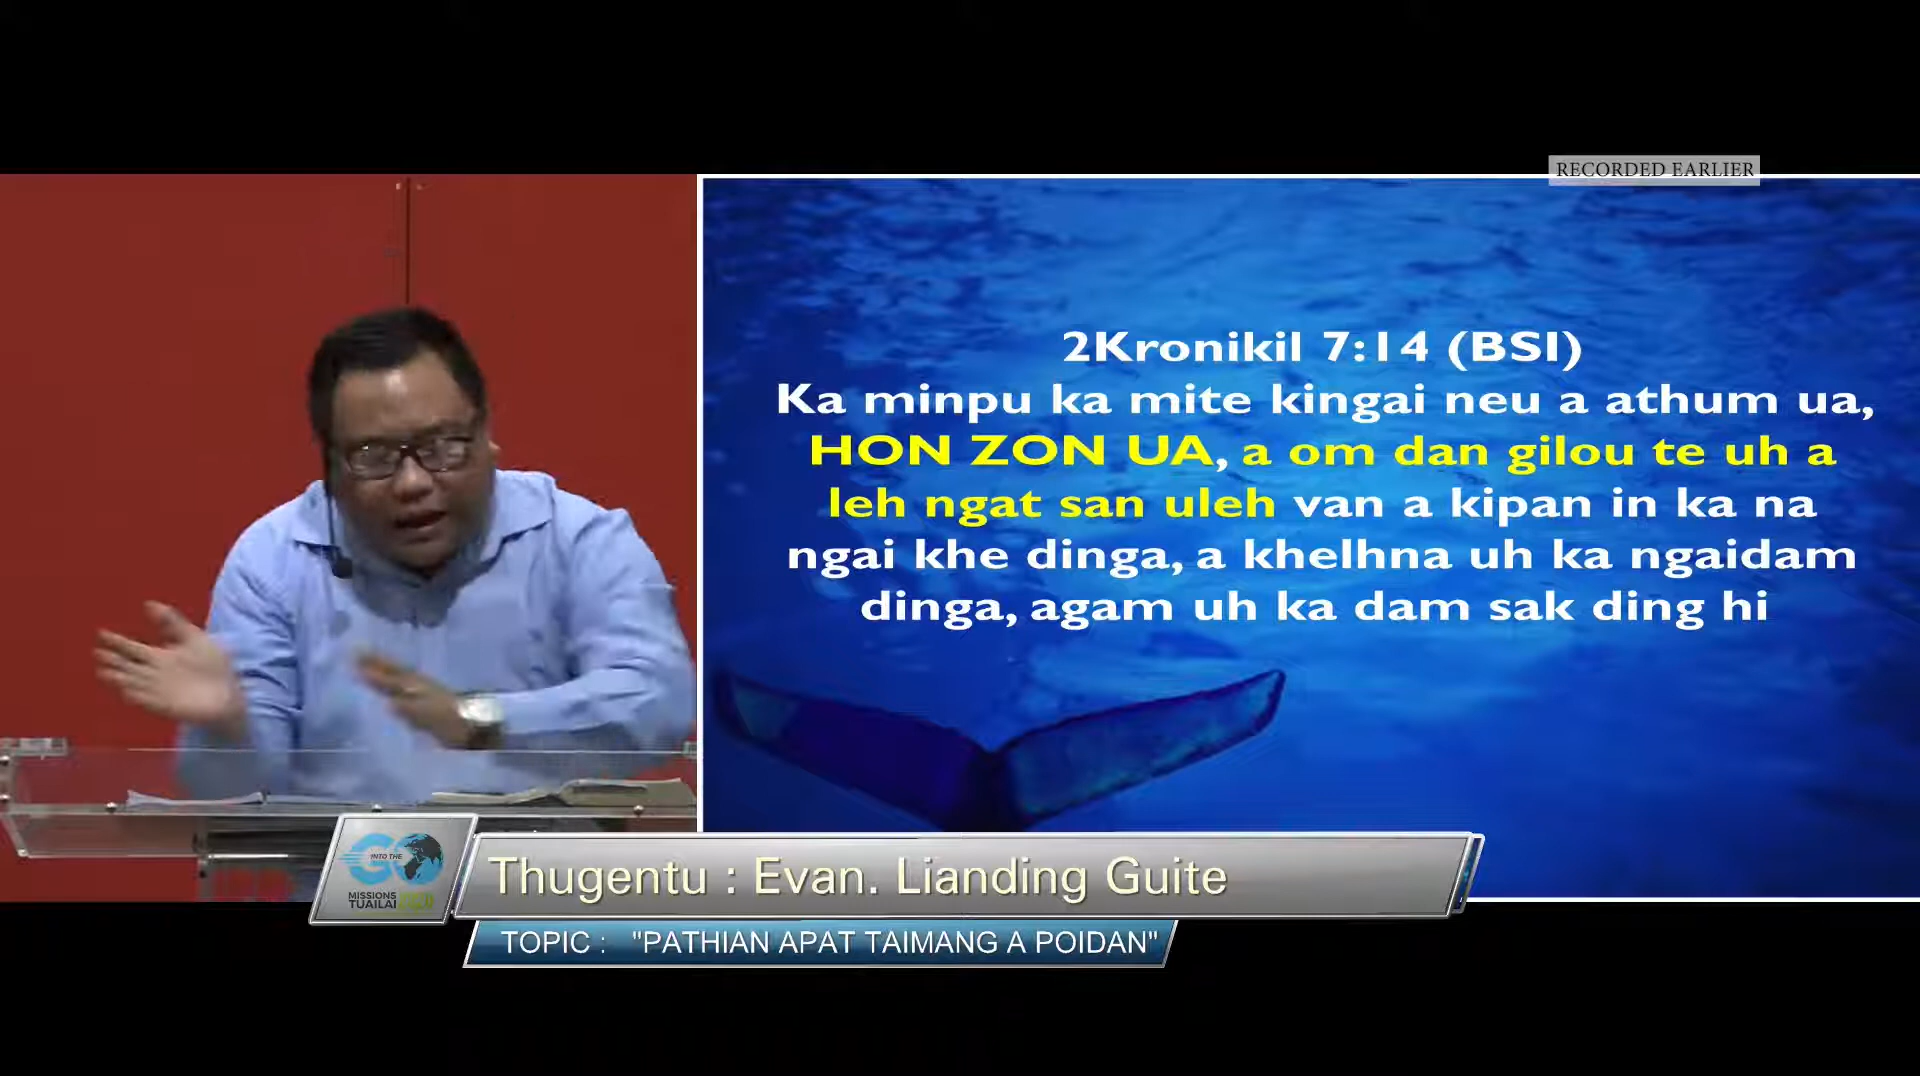 RECORDED EARLIER
2Kronikil 7:14 (BSI)
Ka minpu ka mite kingai neu a athum ua,
HON ZON UA, a om dan gilou te uh a
leh ngat san uleh van a kipan in ka na
ngai khe dinga, a khelhna uh ka ngaidam
dinga, agam uh ka dam sak ding hi
GO
INTO THE
MISSIONS
TUAILAI
Thugentu : Evan. Lianding Guite
TOPIC : "PATHIAN APAT TAIMANG A POIDAN"